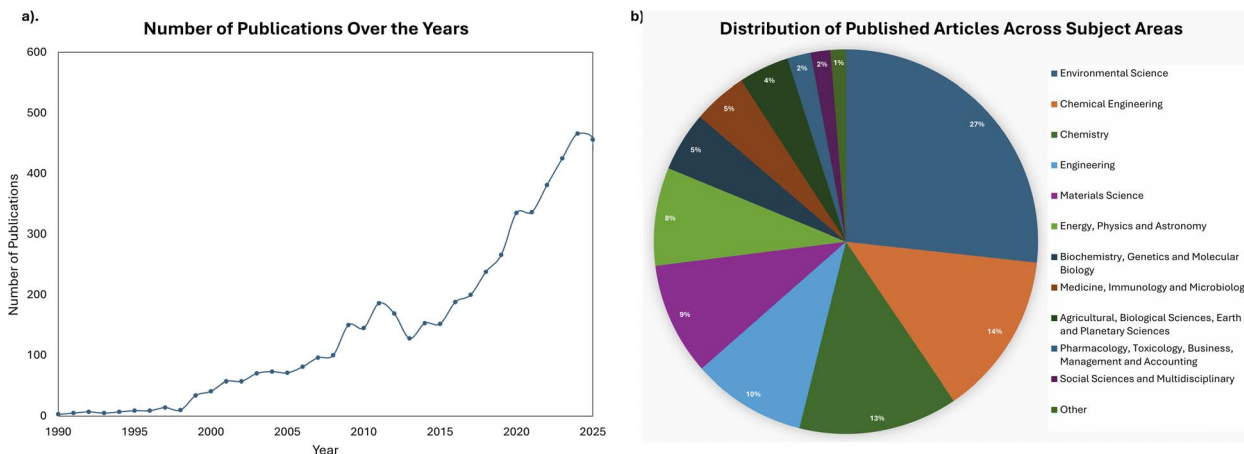 a).
Number of Publications Over the Years
600
500
400
300
200
100
0
Number of Publications
1990
1995
2000
2005
2010
2015
2020
2025
Year
b)
Distribution of Published Articles Across Subject Areas
27%
14%
13%
10%
9%
8%
5%
5%
4%
2%
2%
1%
Environmental Science
Chemical Engineering
Chemistry
Engineering
Materials Science
Energy, Physics and Astronomy
Biochemistry, Genetics and Molecular
Biology
Medicine, Immunology and Microbiolog
Agricultural, Biological Sciences, Earth
and Planetary Sciences
Pharmacology, Toxicology, Business,
Management and Accounting
Social Sciences and Multidisciplinary
Other